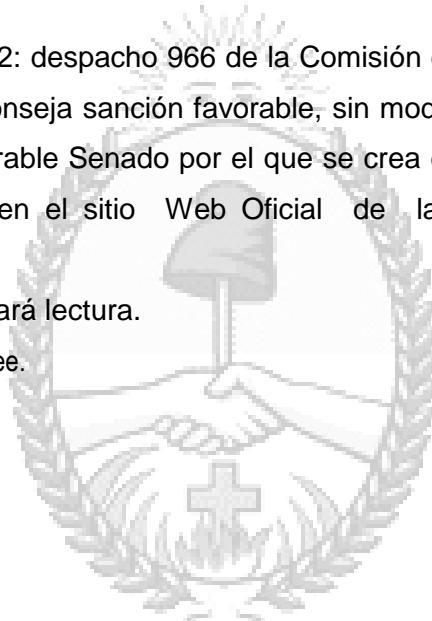 2: despacho 966 de la Comisión
onseja sanción favorable, sin
rable Senado por el que se crea
en el sitio Web Oficial de la
ará lectura.
ee.